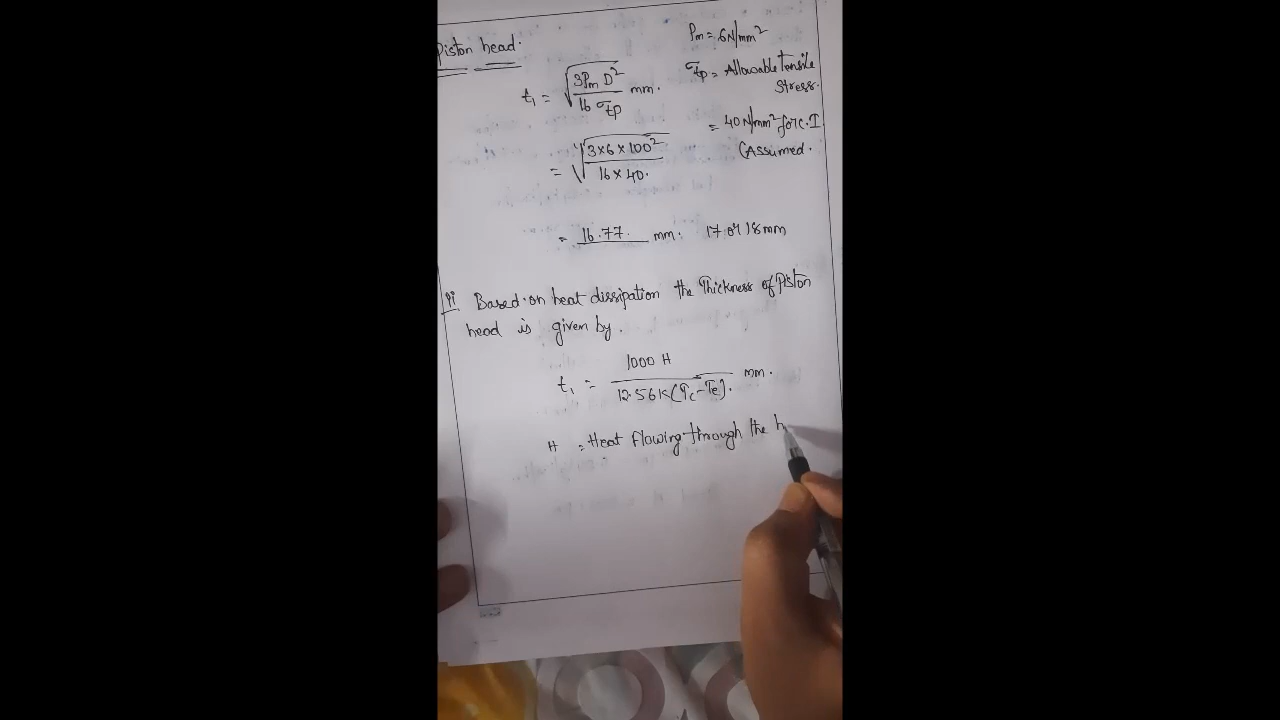 Piston head.
Pm = 6N/mm²
t₁ = √(3Pm D² / 16 σtp) mm.
σtp = Allowable Tensile
Stress.
= 40 N/mm² for C.I
(Assumed.
= √(3×6×100² / 16×40.)
= 16.77. mm. 17 or 18mm
ii Based on heat dissipation the Thickness of Piston
head is given by.
t₁ = 1000 H / 12.56K(Tc-Te). mm.
H = Heat flowing through the h